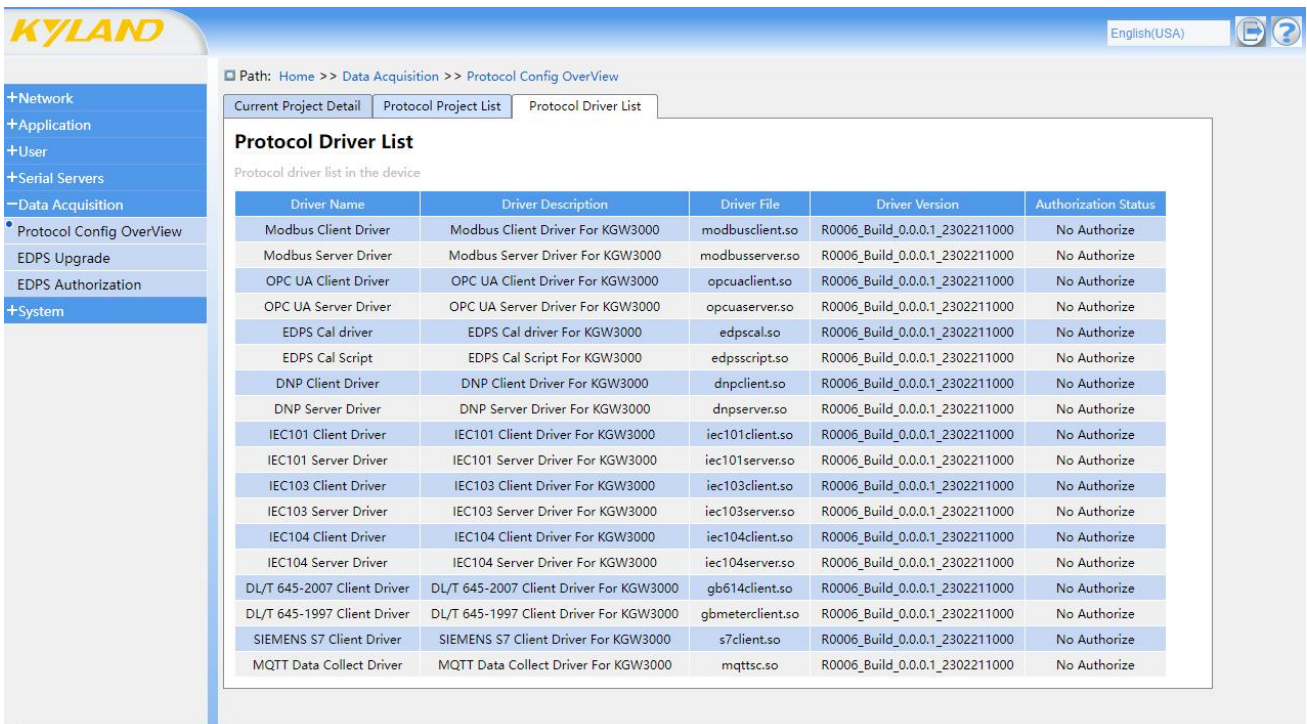 KYLAND
English(USA)
Path: Home >> Data Acquisition >> Protocol Config OverView
+Network
+Application
+User
+Serial Servers
−Data Acquisition
Protocol Config OverView
EDPS Upgrade
EDPS Authorization
+System
Current Project Detail Protocol Project List Protocol Driver List
Protocol Driver List
Protocol driver list in the device
Driver Name Driver Description Driver File Driver Version Authorization Status
Modbus Client Driver Modbus Client Driver For KGW3000 modbusclient.so R0006_Build_0.0.0.1_2302211000 No Authorize
Modbus Server Driver Modbus Server Driver For KGW3000 modbusserver.so R0006_Build_0.0.0.1_2302211000 No Authorize
OPC UA Client Driver OPC UA Client Driver For KGW3000 opcuaclient.so R0006_Build_0.0.0.1_2302211000 No Authorize
OPC UA Server Driver OPC UA Server Driver For KGW3000 opcuaserver.so R0006_Build_0.0.0.1_2302211000 No Authorize
EDPS Cal driver EDPS Cal driver For KGW3000 edpscal.so R0006_Build_0.0.0.1_2302211000 No Authorize
EDPS Cal Script EDPS Cal Script For KGW3000 edpsscript.so R0006_Build_0.0.0.1_2302211000 No Authorize
DNP Client Driver DNP Client Driver For KGW3000 dnpclient.so R0006_Build_0.0.0.1_2302211000 No Authorize
DNP Server Driver DNP Server Driver For KGW3000 dnpserver.so R0006_Build_0.0.0.1_2302211000 No Authorize
IEC101 Client Driver IEC101 Client Driver For KGW3000 iec101client.so R0006_Build_0.0.0.1_2302211000 No Authorize
IEC101 Server Driver IEC101 Server Driver For KGW3000 iec101server.so R0006_Build_0.0.0.1_2302211000 No Authorize
IEC103 Client Driver IEC103 Client Driver For KGW3000 iec103client.so R0006_Build_0.0.0.1_2302211000 No Authorize
IEC103 Server Driver IEC103 Server Driver For KGW3000 iec103server.so R0006_Build_0.0.0.1_2302211000 No Authorize
IEC104 Client Driver IEC104 Client Driver For KGW3000 iec104client.so R0006_Build_0.0.0.1_2302211000 No Authorize
IEC104 Server Driver IEC104 Server Driver For KGW3000 iec104server.so R0006_Build_0.0.0.1_2302211000 No Authorize
DL/T 645-2007 Client Driver DL/T 645-2007 Client Driver For KGW3000 gb614client.so R0006_Build_0.0.0.1_2302211000 No Authorize
DL/T 645-1997 Client Driver DL/T 645-1997 Client Driver For KGW3000 gbmeterclient.so R0006_Build_0.0.0.1_2302211000 No Authorize
SIEMENS S7 Client Driver SIEMENS S7 Client Driver For KGW3000 s7client.so R0006_Build_0.0.0.1_2302211000 No Authorize
MQTT Data Collect Driver MQTT Data Collect Driver For KGW3000 mqttsc.so R0006_Build_0.0.0.1_2302211000 No Authorize